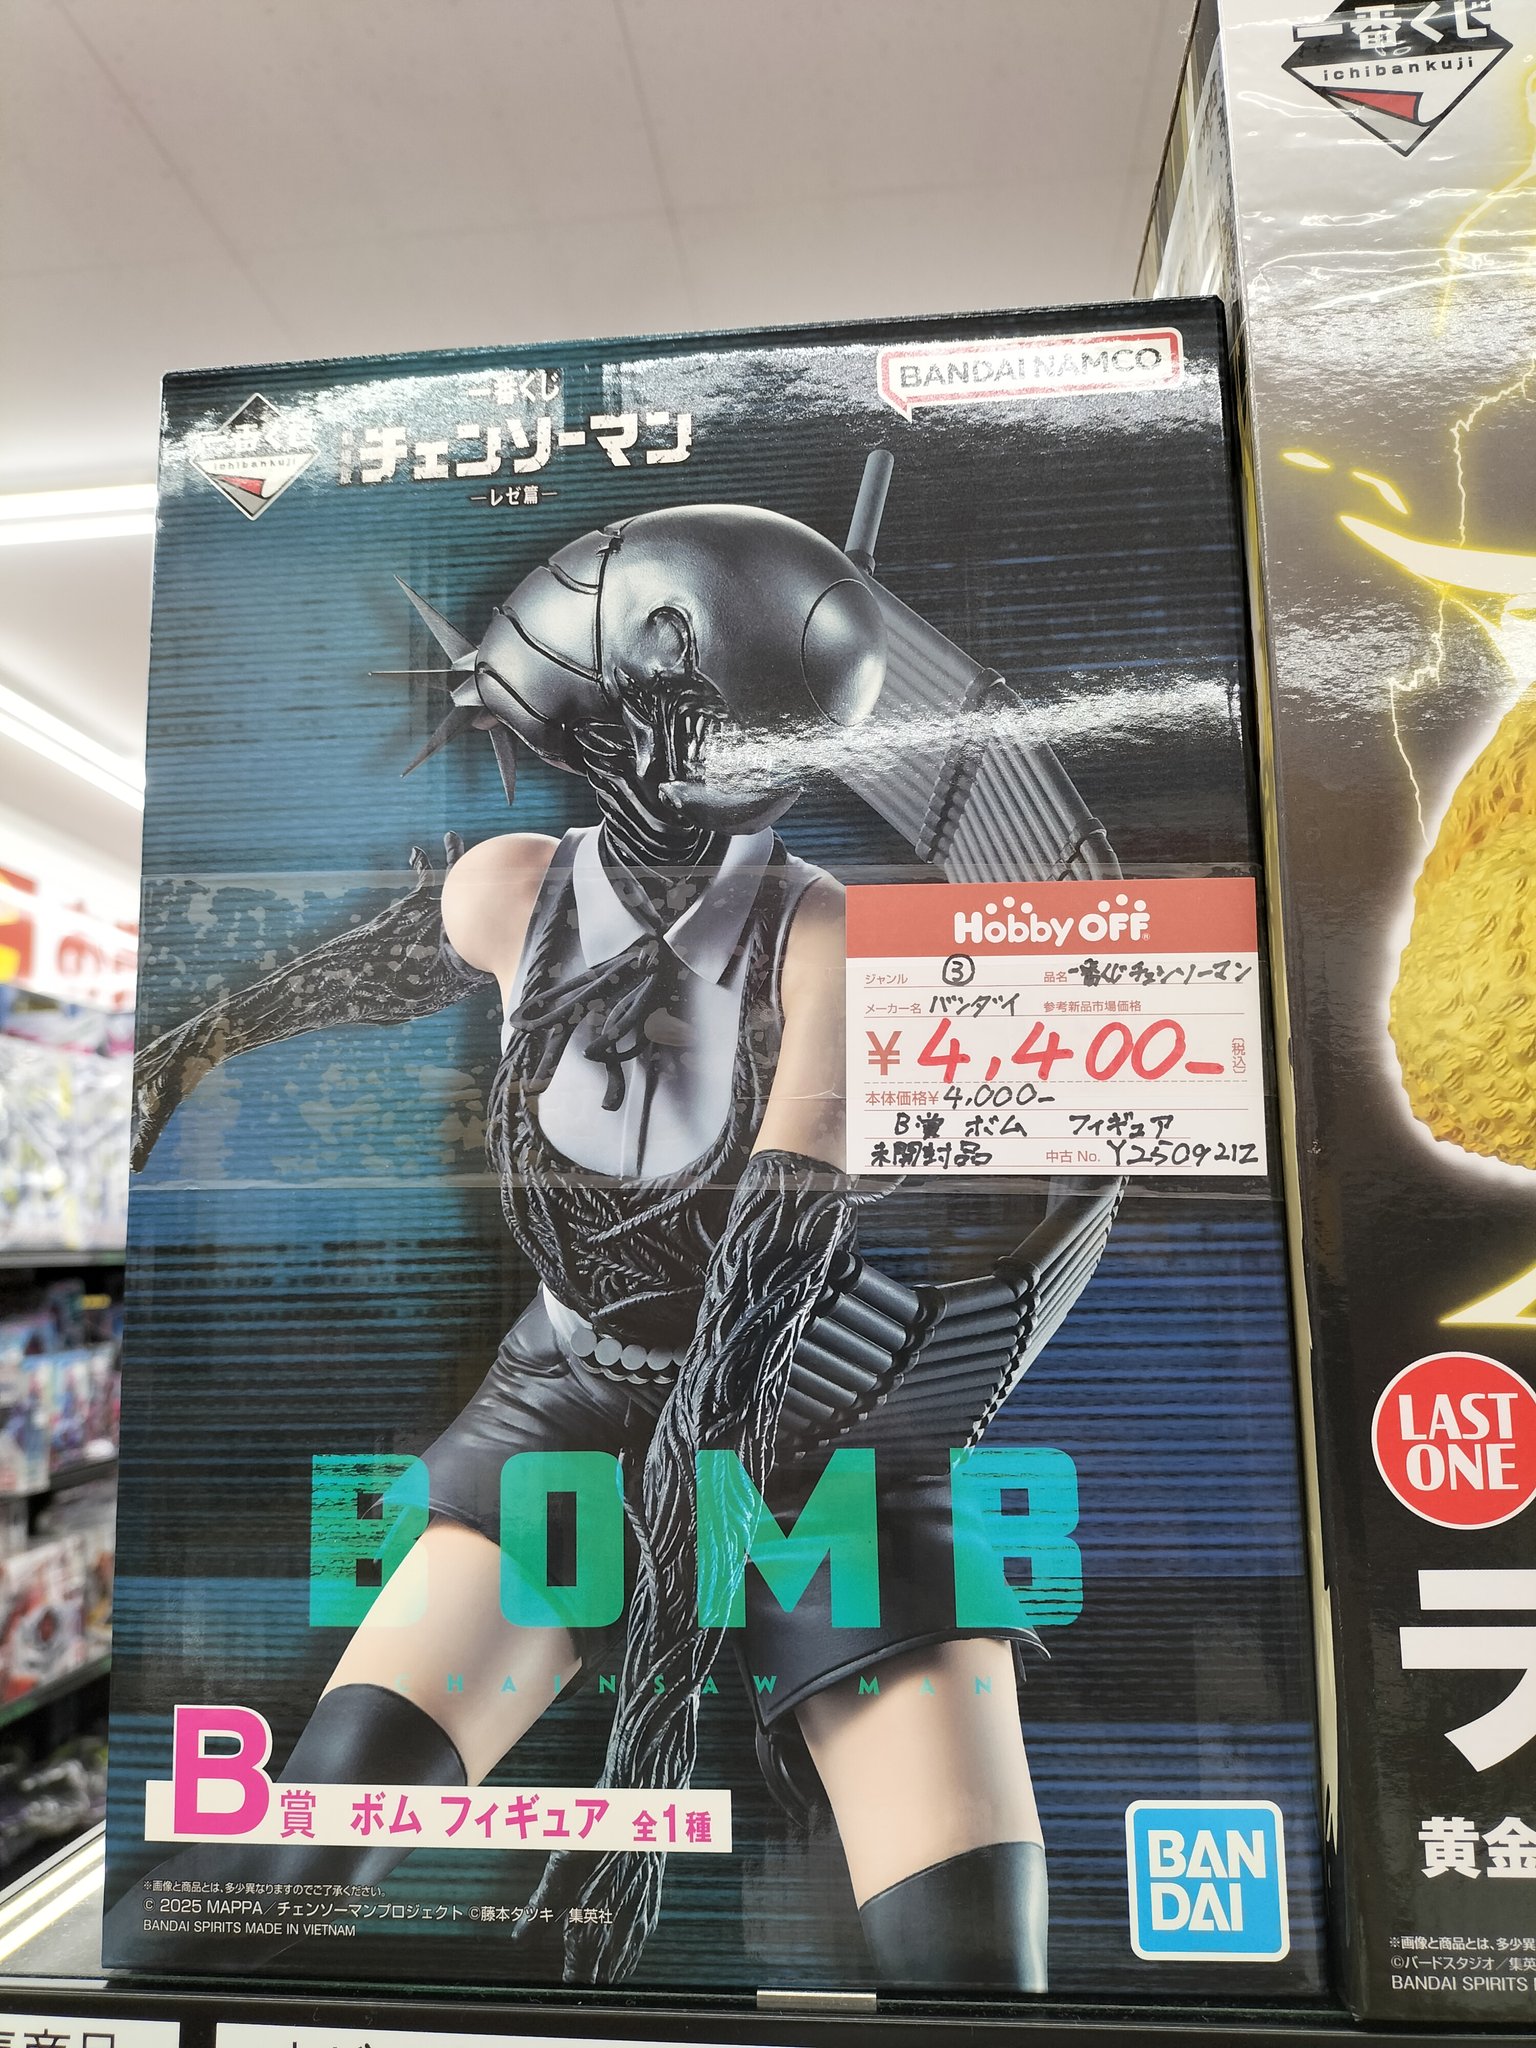 一番くじ
ichibankuji
一番くじ
ichibankuji
一番くじ
劇場版 チェンソーマン
―レゼ篇―
BANDAI NAMCO
Hobby OFF
ジャンル ③
品名 一番くじチェンソーマン
メーカー名 バンダイ
参考新品市場価格
¥4,400-(税込)
本体価格¥4,000-
B賞 ボム フィギュア
未開封品
中古 No. Y2509212
BOMB
CHAINSAW MAN
B賞 ボム フィギュア 全1種
※画像と商品とは、多少異なりますのでご了承ください。
© 2025 MAPPA/チェンソーマンプロジェクト ©藤本タツキ/集英社
BANDAI SPIRITS MADE IN VIETNAM
BAN
DAI
LAST
ONE
黄金
※画像と商品とは、多少異
©バードスタジオ/集英
BANDAI SPIRITS